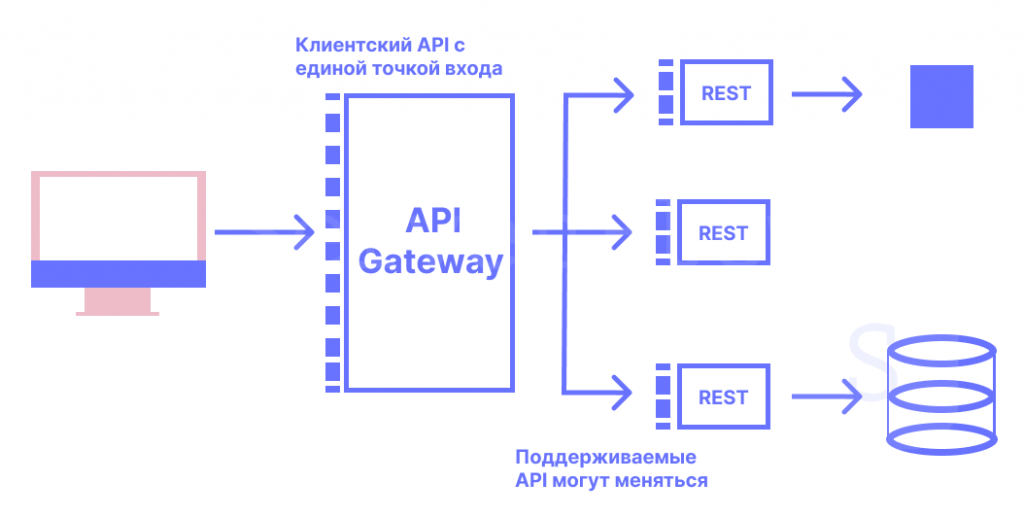 Клиентский API с
единой точкой входа
API
Gateway
REST
REST
REST
Поддерживаемые
API могут меняться